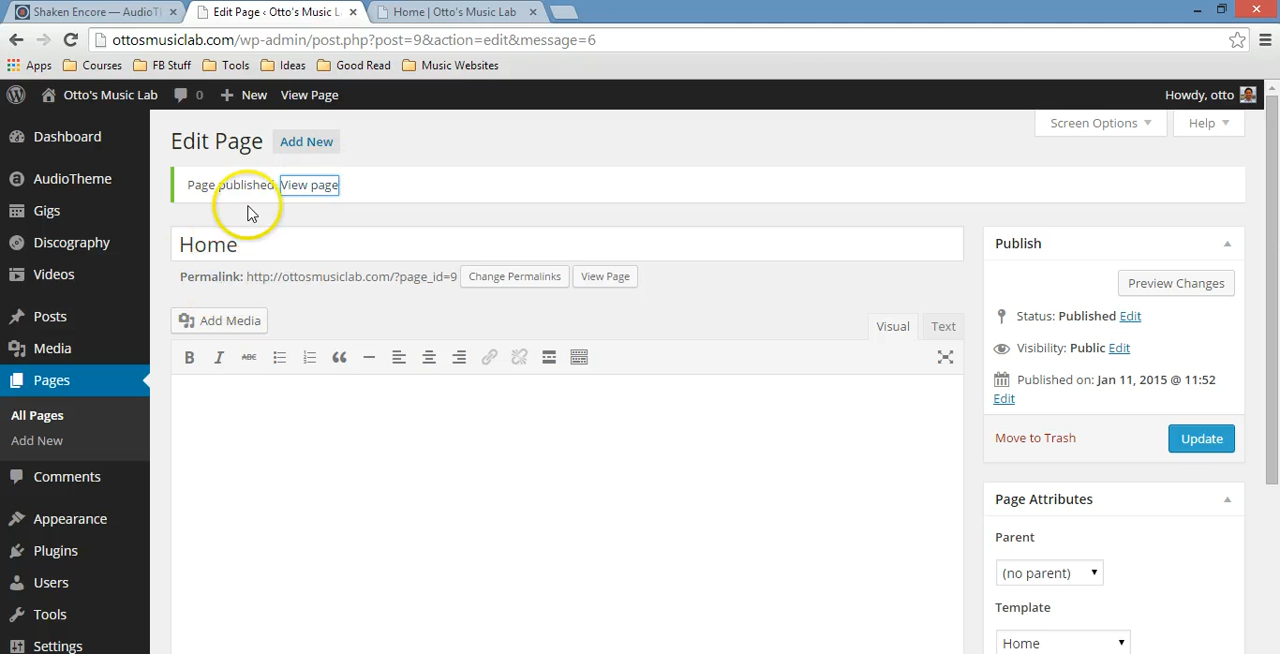 Shaken Encore — AudioTl
Edit Page ‹ Otto's Music L
Home | Otto's Music Lab
ottosmusiclab.com/wp-admin/post.php?post=9&action=edit&message=6
Apps Courses FB Stuff Tools Ideas Good Read Music Websites
Otto's Music Lab 0 New View Page Howdy, otto
Dashboard
AudioTheme
Gigs
Discography
Videos
Posts
Media
Pages
All Pages
Add New
Comments
Appearance
Plugins
Users
Tools
Settings
Edit Page Add New
Screen Options Help
Page published. View page
Home
Permalink: http://ottosmusiclab.com/?page_id=9 Change Permalinks View Page
Add Media
Visual Text
B I ABC
Publish
Preview Changes
Status: Published Edit
Visibility: Public Edit
Published on: Jan 11, 2015 @ 11:52
Edit
Move to Trash Update
Page Attributes
Parent
(no parent)
Template
Home